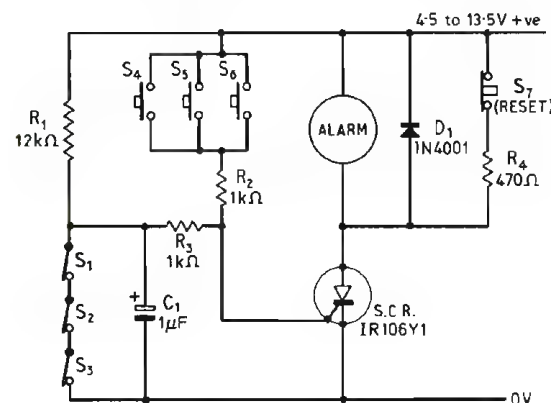 4·5 to 13·5V +ve
S4
S5
S6
S7
(RESET)
R1
12kΩ
ALARM
D1
1N4001
R4
470Ω
R2
1kΩ
R3
1kΩ
S1
S2
S3
+
C1
1µF
S.C.R.
IR106Y1
0V